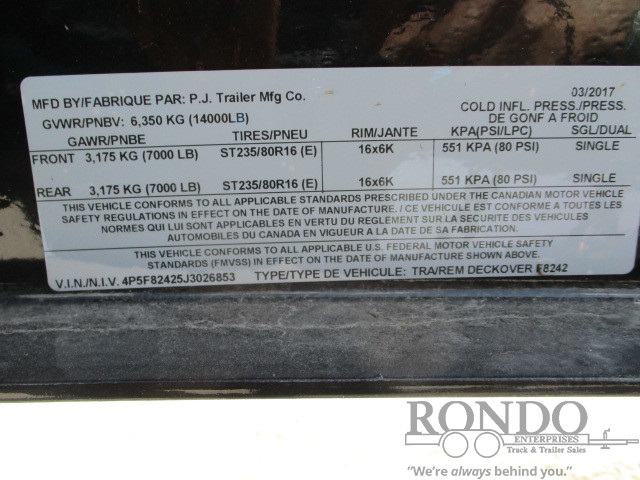 MFD BY/FABRIQUE PAR: P.J. Trailer Mfg Co. 03/2017
GVWR/PNBV: 6,350 KG (14000LB) COLD INFL. PRESS./PRESS. DE GONF A FROID
GAWR/PNBE TIRES/PNEU RIM/JANTE KPA(PSI/LPC) SGL/DUAL
FRONT 3,175 KG (7000 LB) ST235/80R16 (E) 16x6K 551 KPA (80 PSI) SINGLE
REAR 3,175 KG (7000 LB) ST235/80R16 (E) 16x6K 551 KPA (80 PSI) SINGLE
THIS VEHICLE CONFORMS TO ALL APPLICABLE STANDARDS PRESCRIBED UNDER THE CANADIAN MOTOR VEHICLE
SAFETY REGULATIONS IN EFFECT ON THE DATE OF MANUFACTURE. / CE VEHICULE EST CONFORME A TOUTES LES
NORMES QUI LUI SONT APPLICABLES EN VERTU DU REGLEMENT SUR LA SECURITE DES VEHICULES
AUTOMOBILES DU CANADA EN VIGUEUR A LA DATE DE SA FABRICATION.
THIS VEHICLE CONFORMS TO ALL APPLICABLE U.S. FEDERAL MOTOR VEHICLE SAFETY
STANDARDS (FMVSS) IN EFFECT ON THE DATE OF MANUFACTURE SHOWN ABOVE.
V.I.N./N.I.V. 4P5F82425J3026853 TYPE/TYPE DE VEHICULE: TRA/REM DECKOVER F8242
RONDO
ENTERPRISES
Truck & Trailer Sales
"We're always behind you."